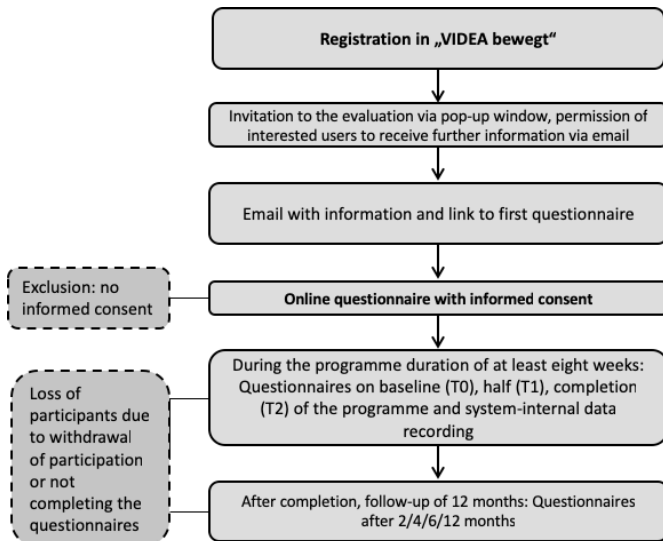 Registration in „VIDEA bewegt“
Invitation to the evaluation via pop-up window, permission of
interested users to receive further information via email
Email with information and link to first questionnaire
Exclusion: no
informed consent
Online questionnaire with informed consent
During the programme duration of at least eight weeks:
Questionnaires on baseline (T0), half (T1), completion
(T2) of the programme and system-internal data
recording
Loss of
participants due
to withdrawal
of participation
or not
completing the
questionnaires
After completion, follow-up of 12 months: Questionnaires
after 2/4/6/12 months